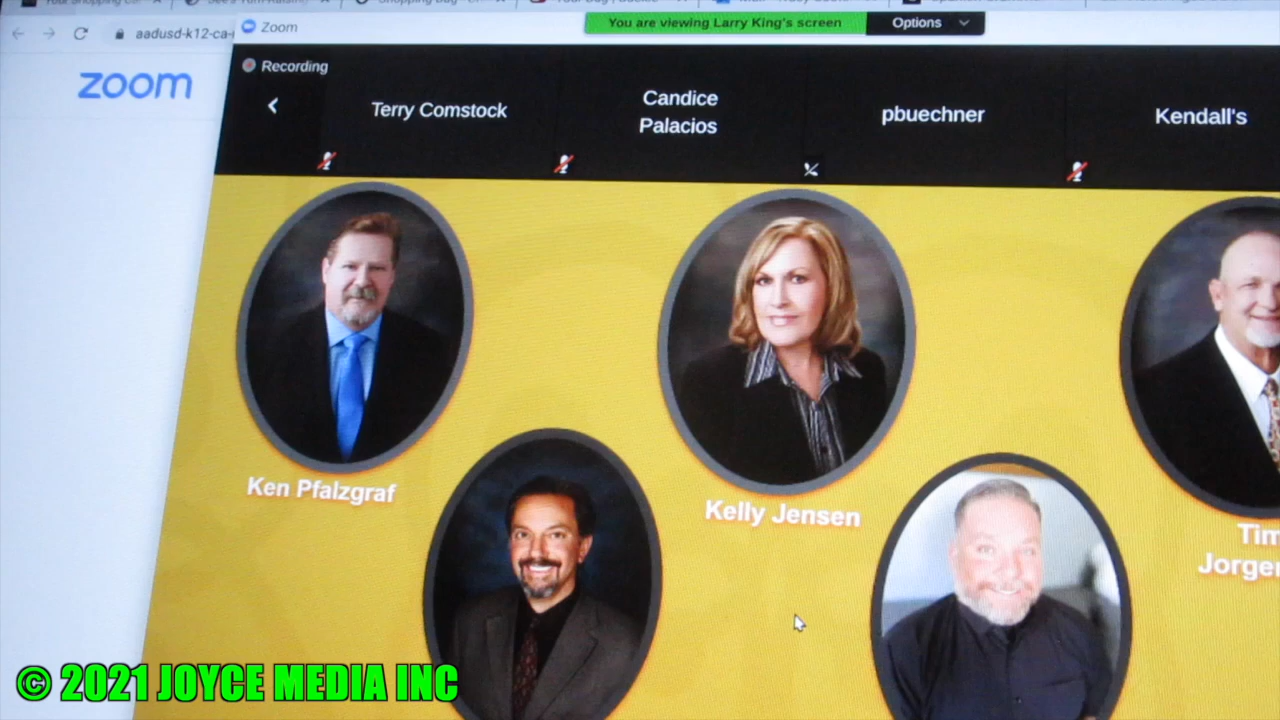 aadusd-k12-ca-
Zoom
You are viewing Larry King's screen
Options
zoom
Recording
Terry Comstock
Candice
Palacios
pbuechner
Kendall's
Ken Pfalzgraf
Kelly Jensen
Tim
Jorge
© 2021 JOYCE MEDIA INC